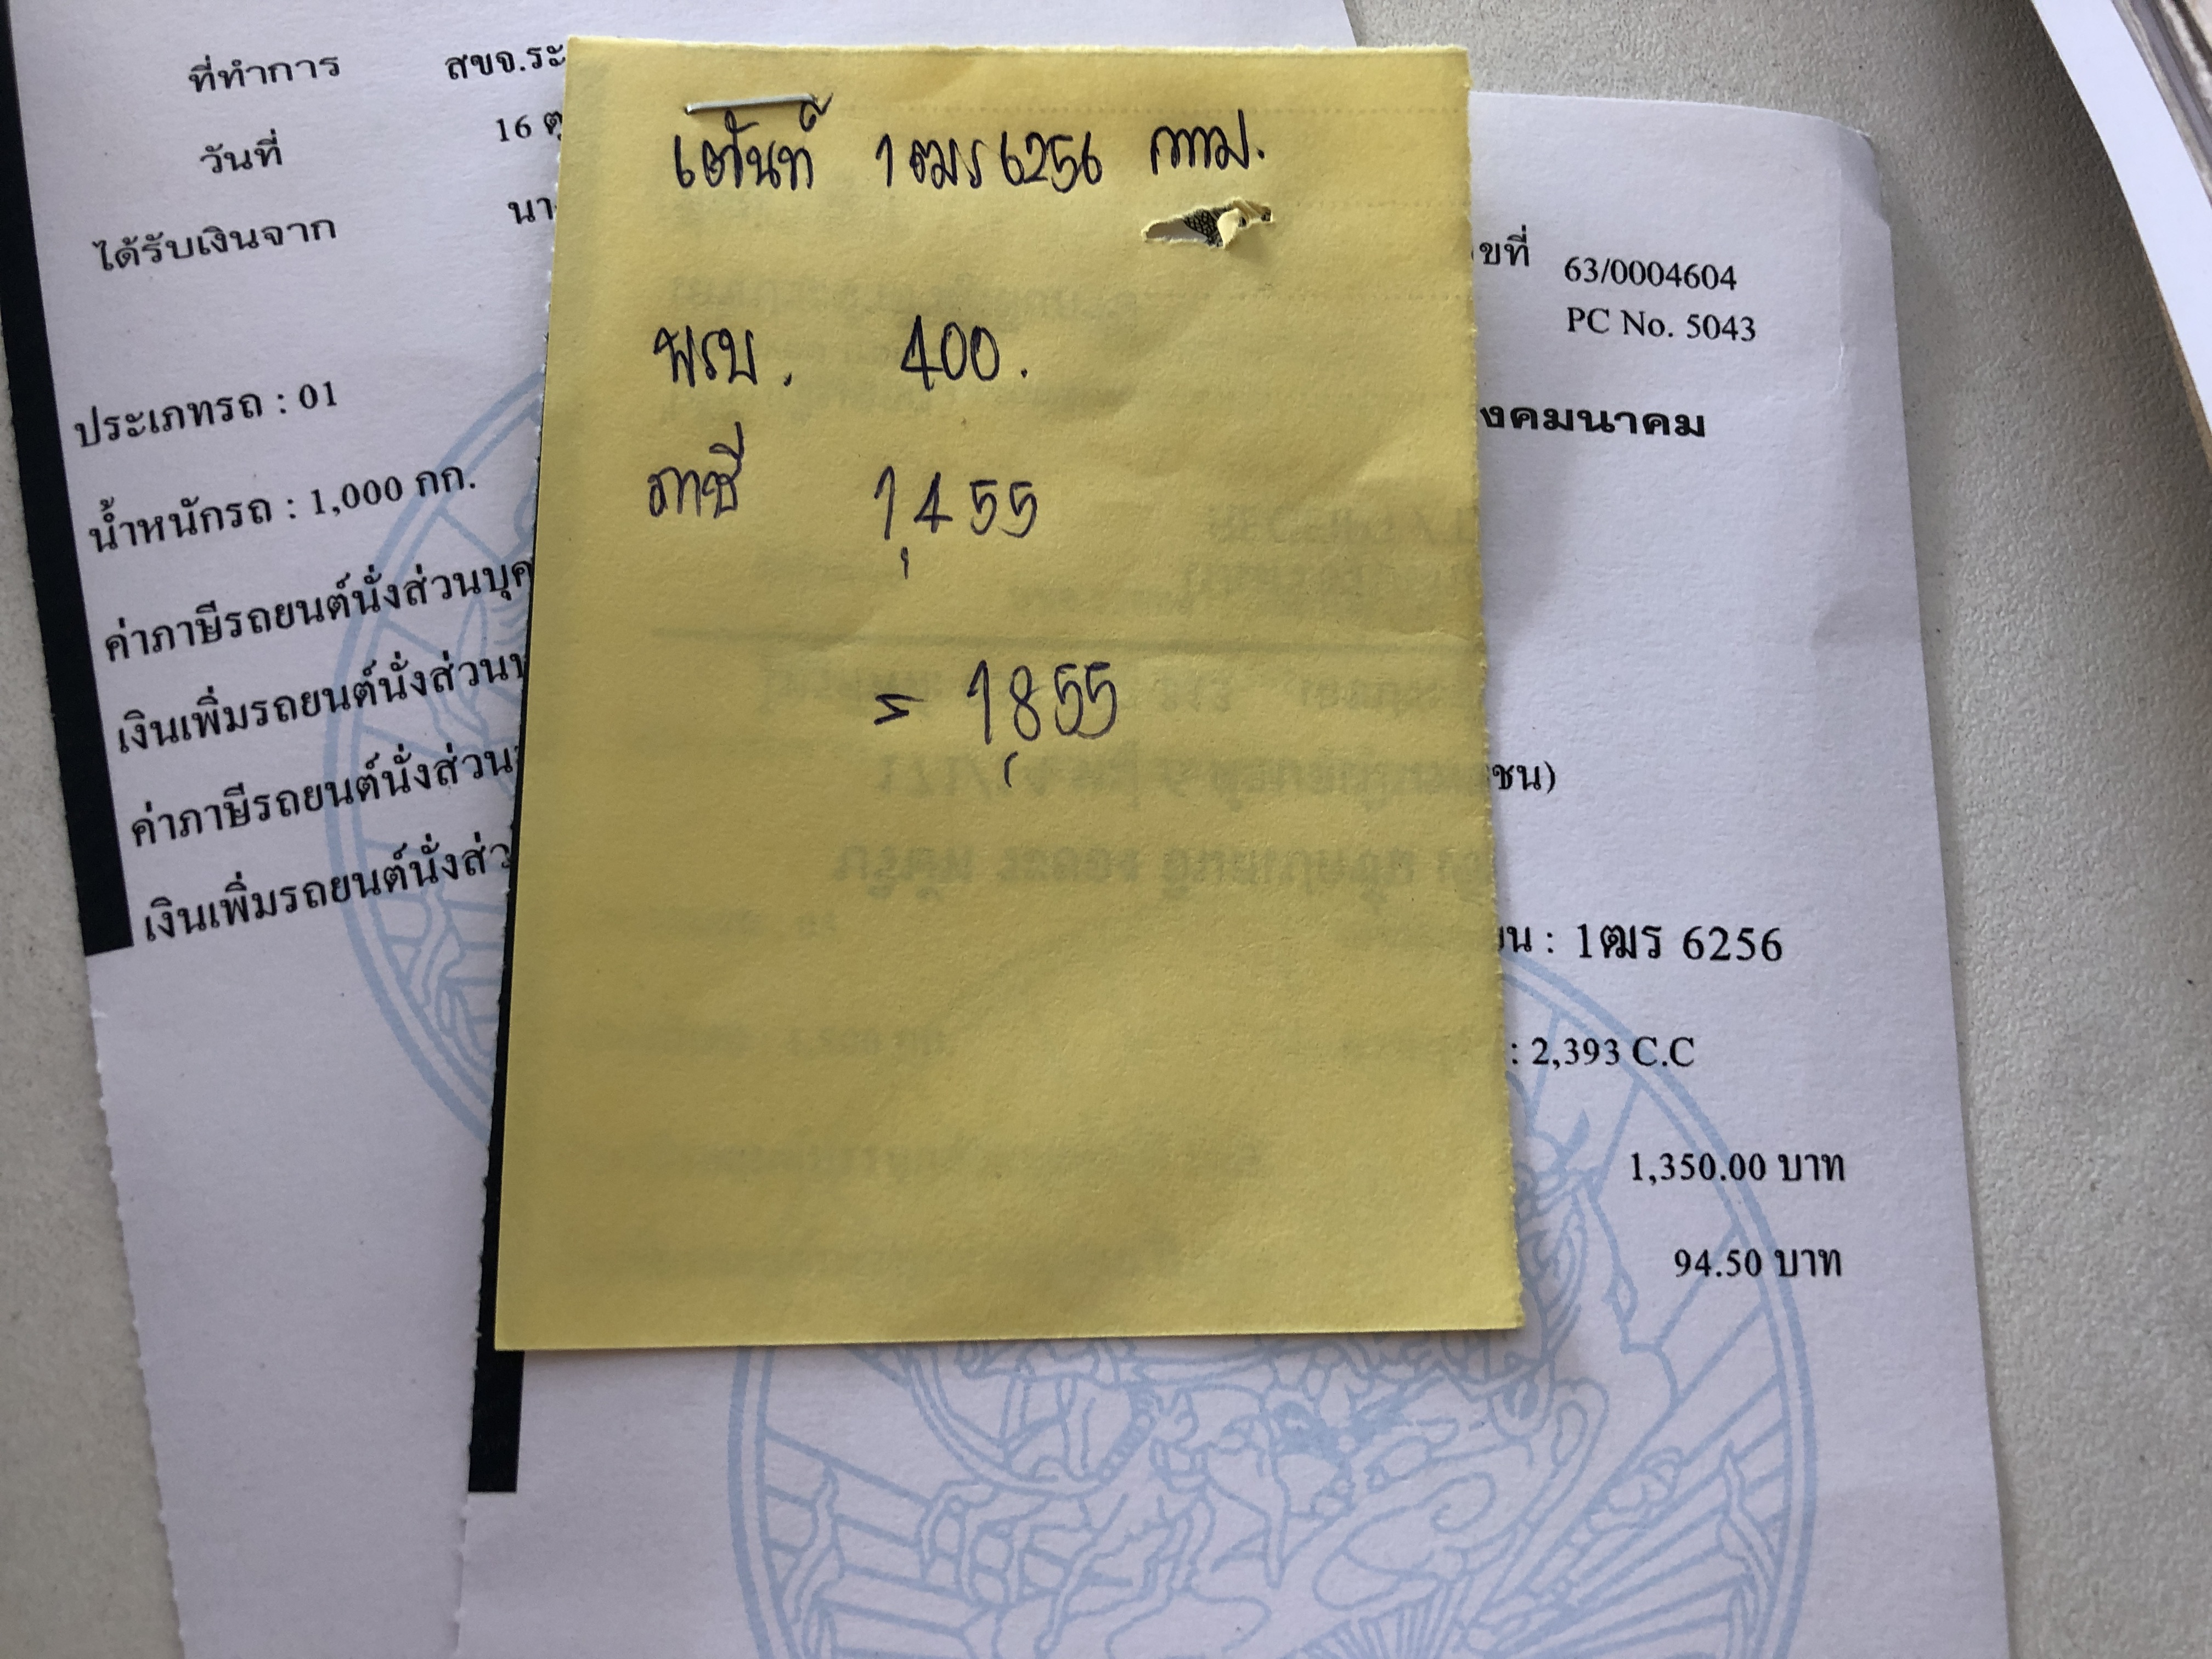 ที่ทำการ สขจ.ระ
วันที่ 16 ตุ
ได้รับเงินจาก นา
ประเภทรถ : 01
น้ำหนักรถ : 1,000 กก.
ค่าภาษีรถยนต์นั่งส่วนบุค
เงินเพิ่มรถยนต์นั่งส่วนบ
ค่าภาษีรถยนต์นั่งส่วน
เงินเพิ่มรถยนต์นั่งส่ว
เต้นท์ 1ฒร 6256 กทม.
พรบ. 400.
ภาษี 1,455
= 1,855
ขที่ 63/0004604
PC No. 5043
งคมนาคม
ชน)
น : 1ฒร 6256
: 2,393 C.C
1,350.00 บาท
94.50 บาท